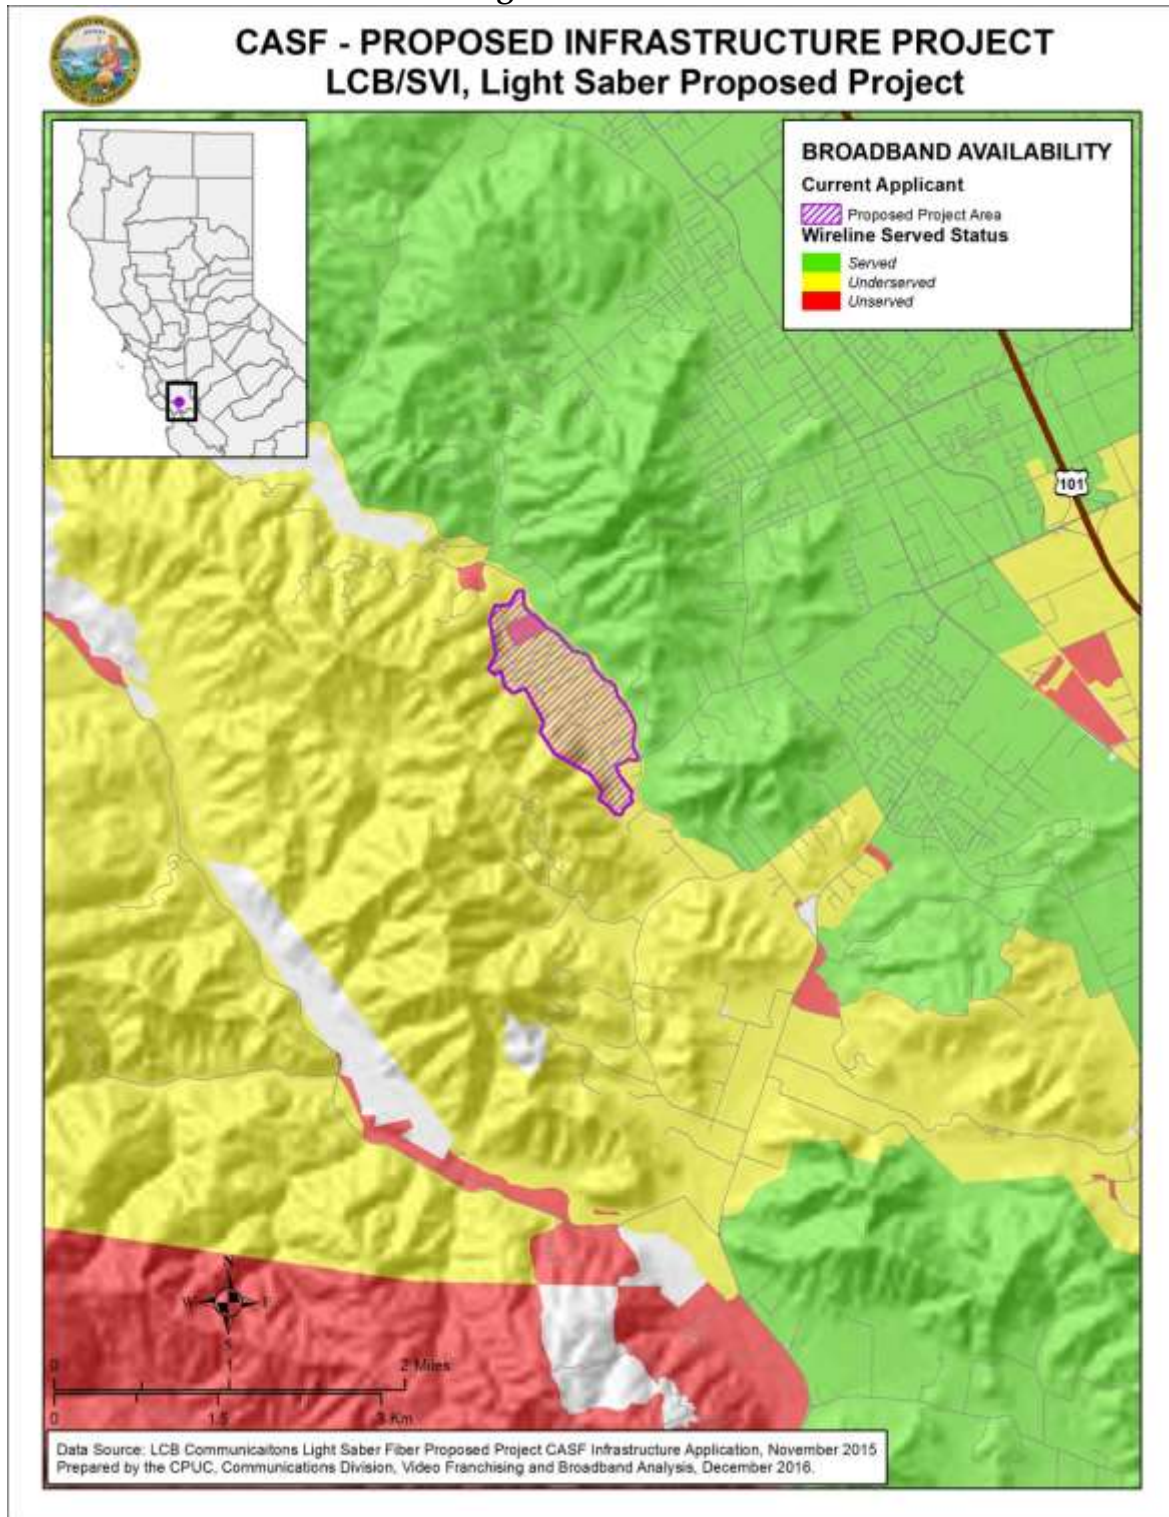 g
CASF - PROPOSED INFRASTRUCTURE PROJECT
LCB/SVI, Light Saber Proposed Project
BROADBAND AVAILABILITY
Current Applicant
Proposed Project Area
Wireline Served Status
Served
Underserved
Unserved
101
N
W E
S
0 1 2 Miles
0 1.5 3 Km
Data Source: LCB Communicaitons Light Saber Fiber Proposed Project CASF Infrastructure Application, November 2015
Prepared by the CPUC, Communications Division, Video Franchising and Broadband Analysis, December 2016.